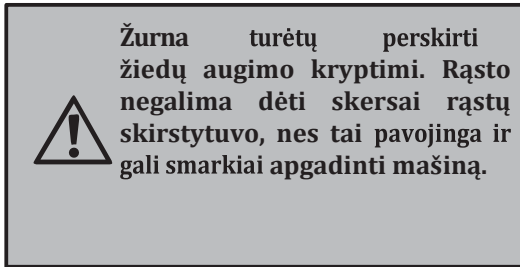 Žurna turėtų perskirti
žiedų augimo kryptimi. Rąsto
negalima dėti skersai rąstų
skirstytuvo, nes tai pavojinga ir
gali smarkiai apgadinti mašiną.